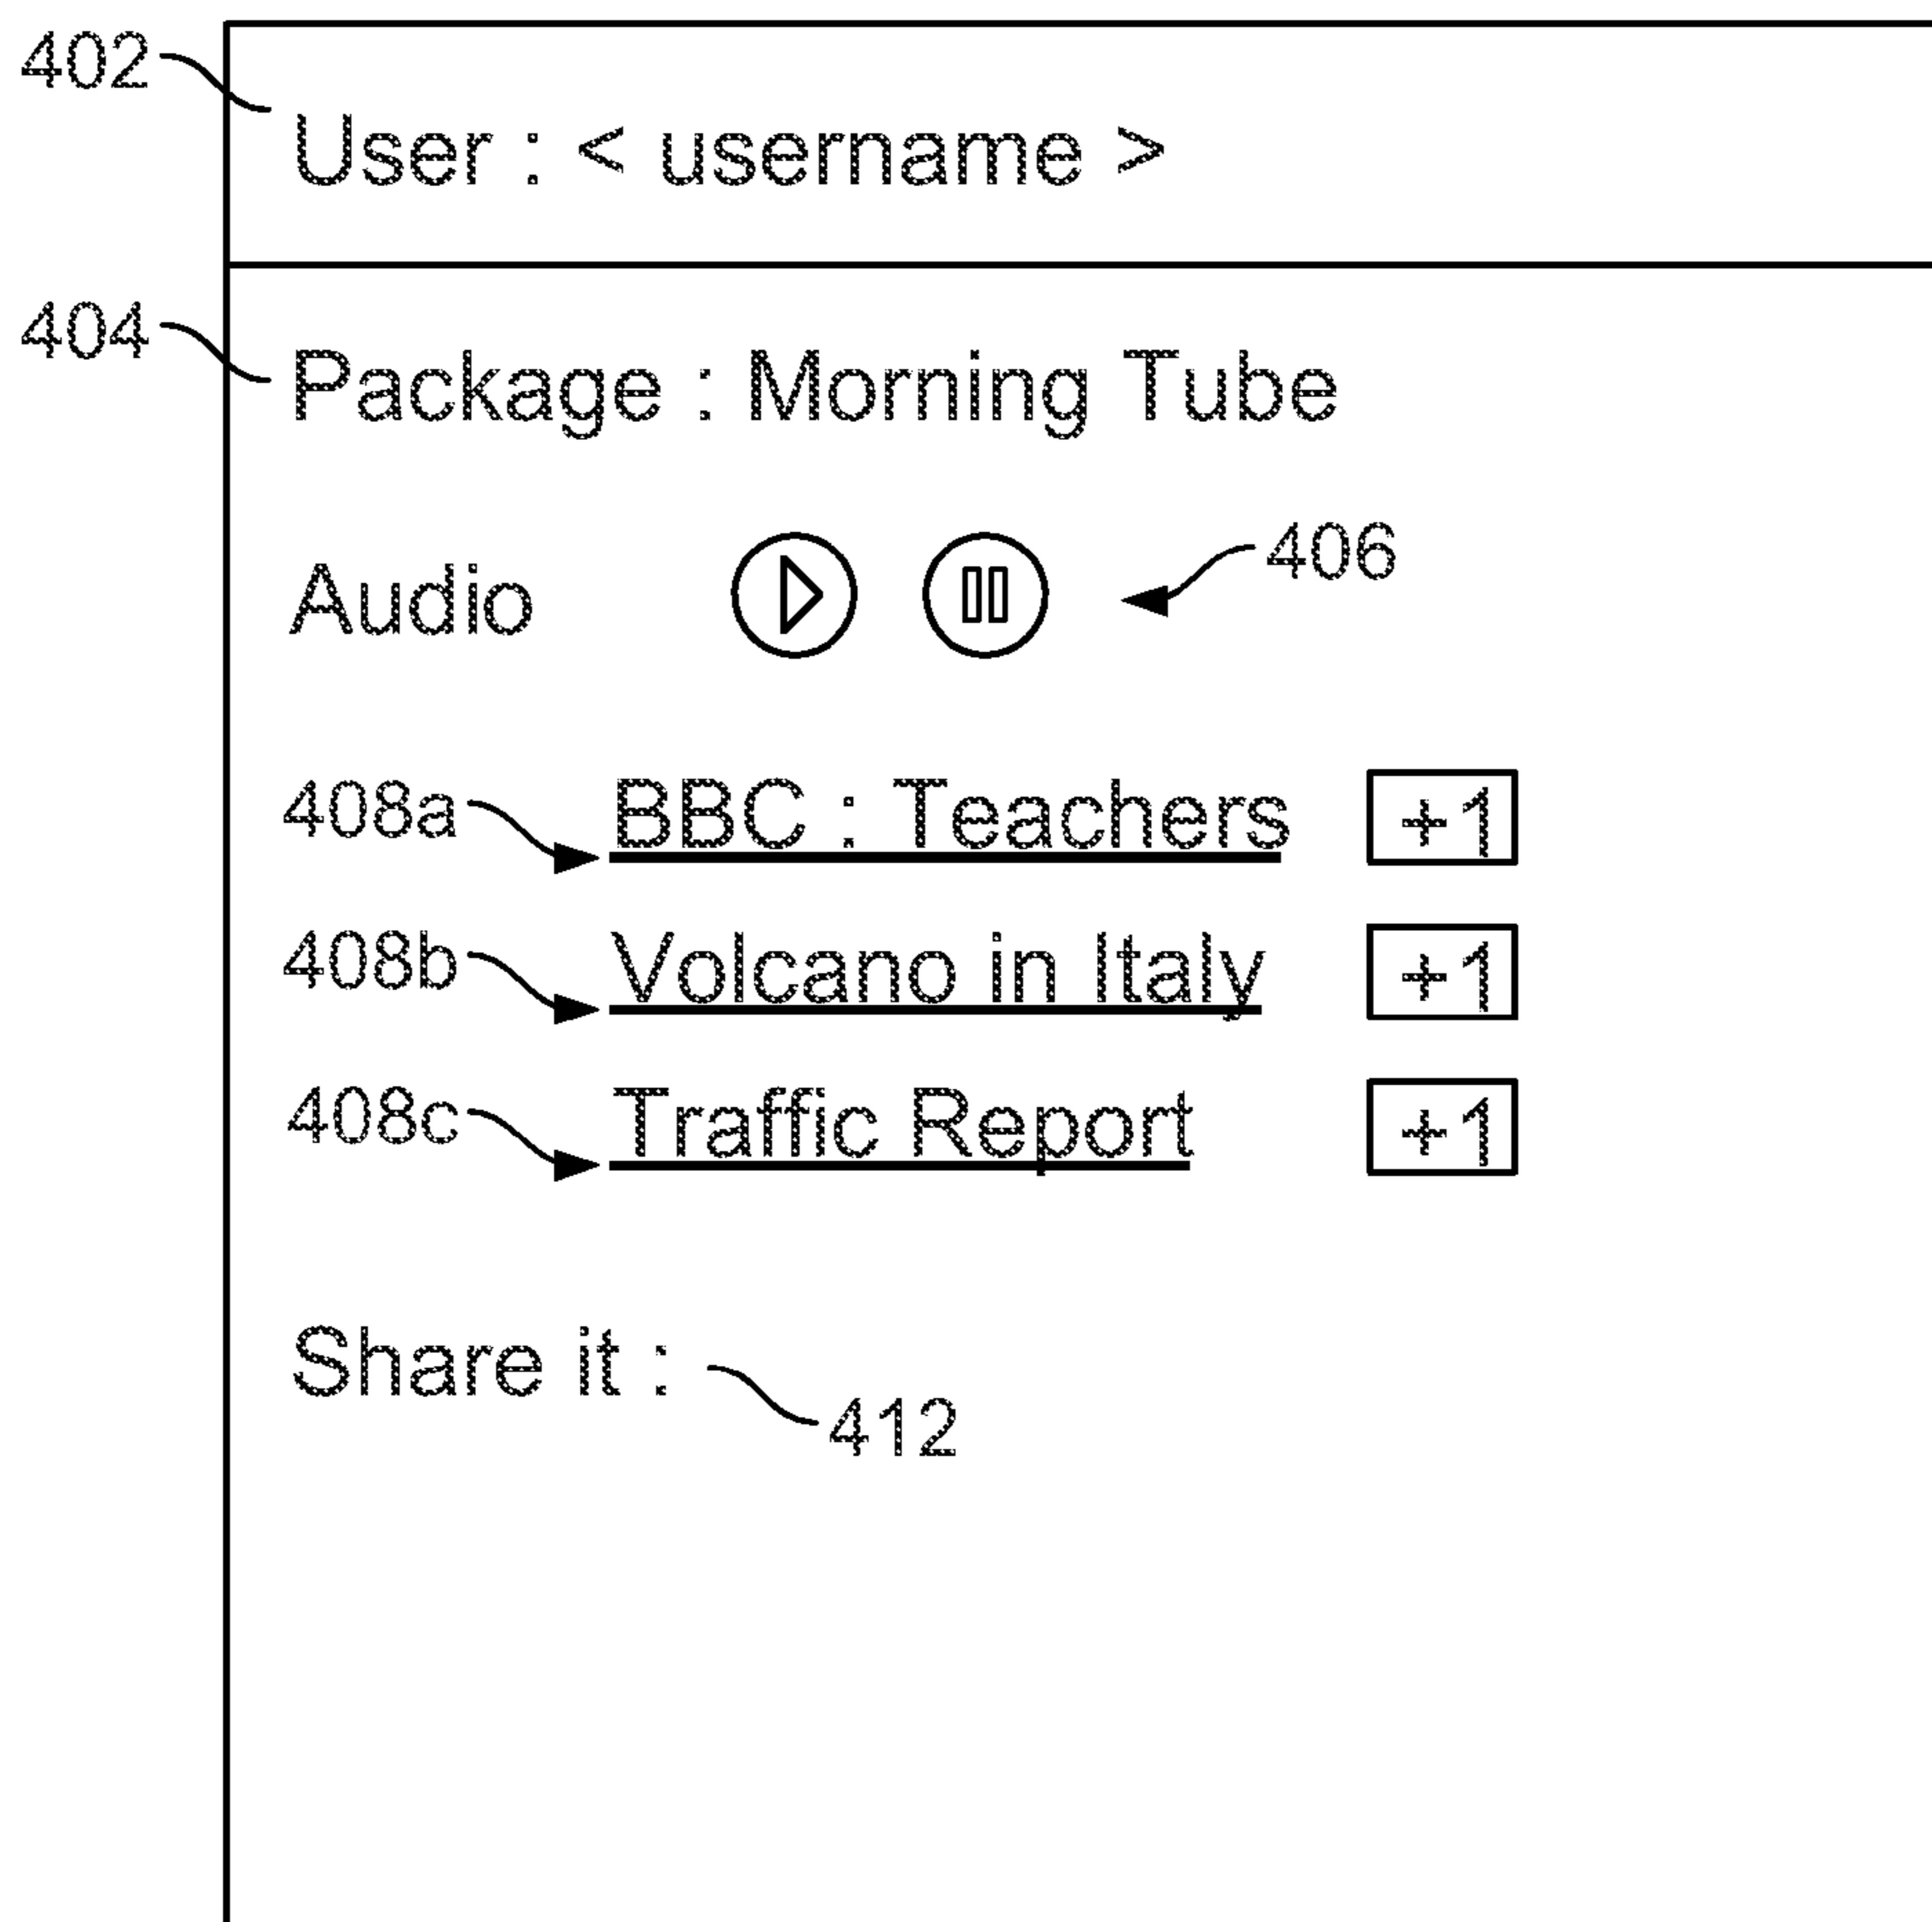 402
User : < username >
404
Package : Morning Tube
Audio 406
408a BBC : Teachers +1
408b Volcano in Italy +1
408c Traffic Report +1
Share it :
412